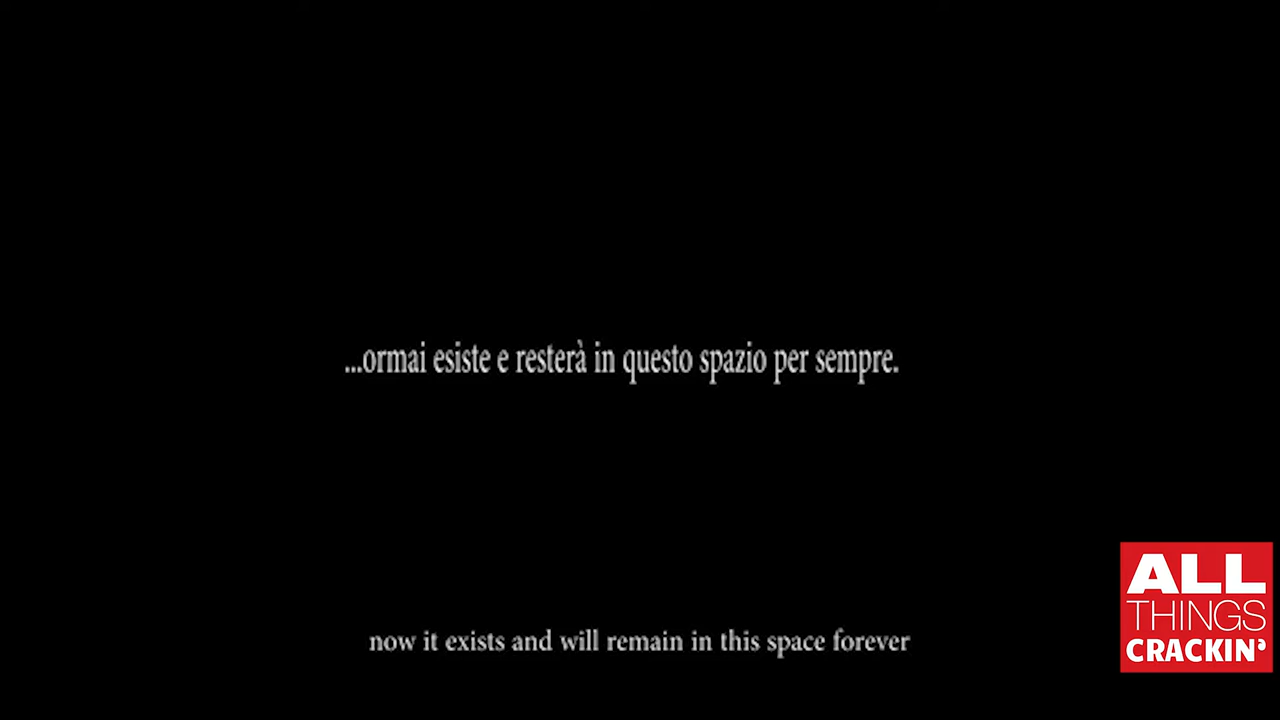 ...ormai esiste e resterà in questo spazio per sempre.
now it exists and will remain in this space forever
ALL
THINGS
CRACKIN'